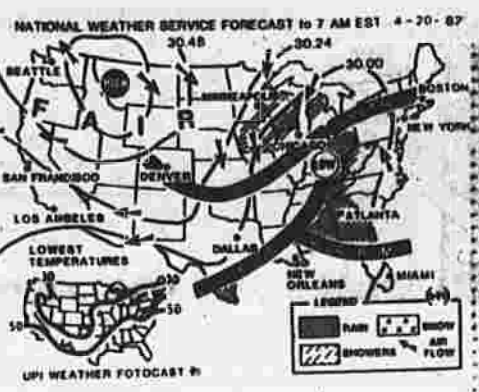 NATIONAL WEATHER SERVICE FORECAST to 7 AM EST 4-20-87
30.48
30.24
30.00
SEATTLE
MINNEAPOLIS
BOSTON
NEW YORK
FAIR
CHICAGO
SAN FRANCISCO
DENVER
LOS ANGELES
ATLANTA
DALLAS
LOWEST
TEMPERATURES
NEW
ORLEANS
MIAMI
30
50
50
LEGEND
RAIN
SNOW
SHOWERS
AIR
FLOW
UPI WEATHER FOTOCAST ®